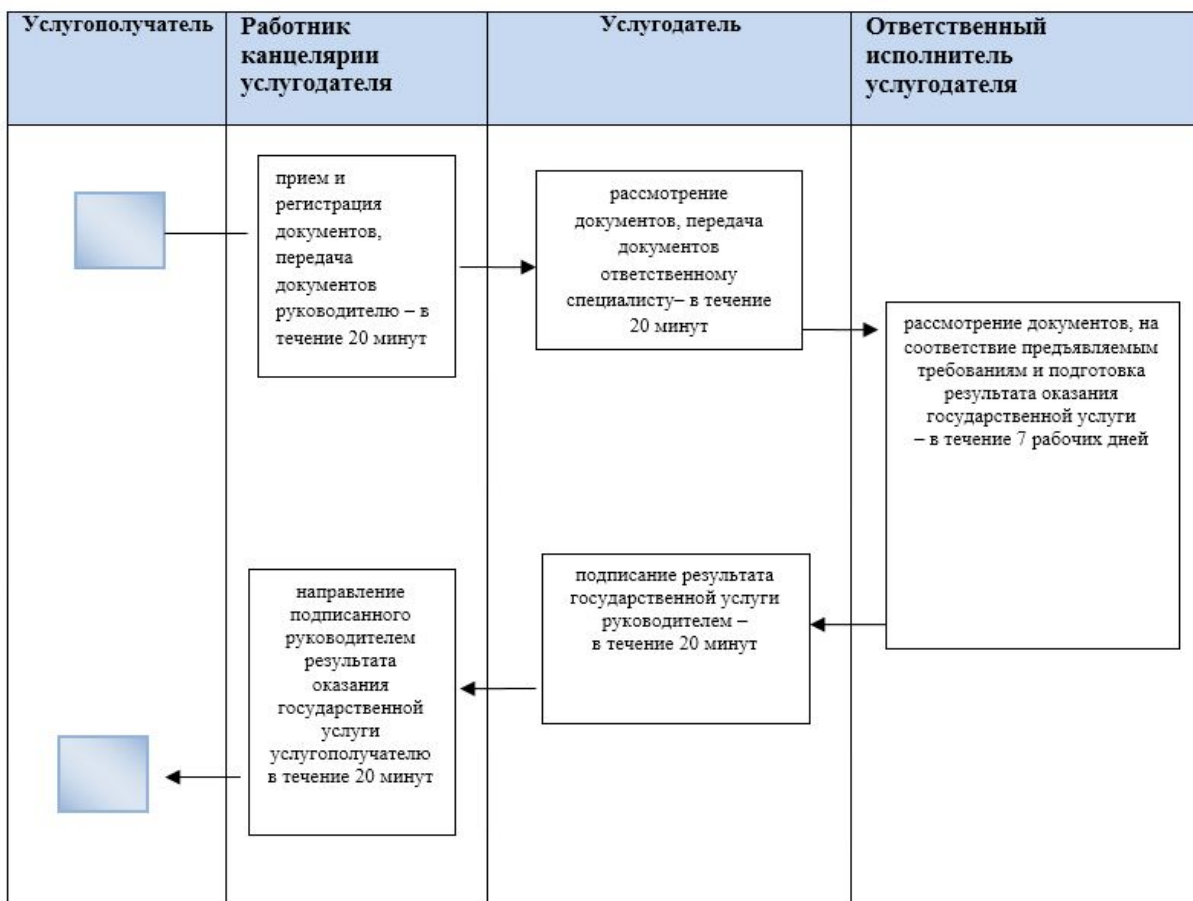 Услугополучатель
Работник
канцелярии
услугодателя
Услугодатель
Ответственный
исполнитель
услугодателя
прием и
регистрация
документов,
передача
документов
руководителю – в
течение 20 минут
рассмотрение
документов, передача
документов
ответственному
специалисту– в течение
20 минут
рассмотрение документов, на
соответствие предъявляемым
требованиям и подготовка
результата оказания
государственной услуги
– в течение 7 рабочих дней
подписание результата
государственной услуги
руководителем –
в течение 20 минут
направление
подписанного
руководителем
результата
оказания
государственной
услуги
услугополучателю
в течение 20 минут